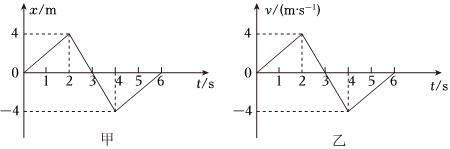 x/m
4
0
1 2 3 4 5 6
t/s
−4
甲
v/(m·s⁻¹)
4
0
1 2 3 4 5 6
t/s
−4
乙